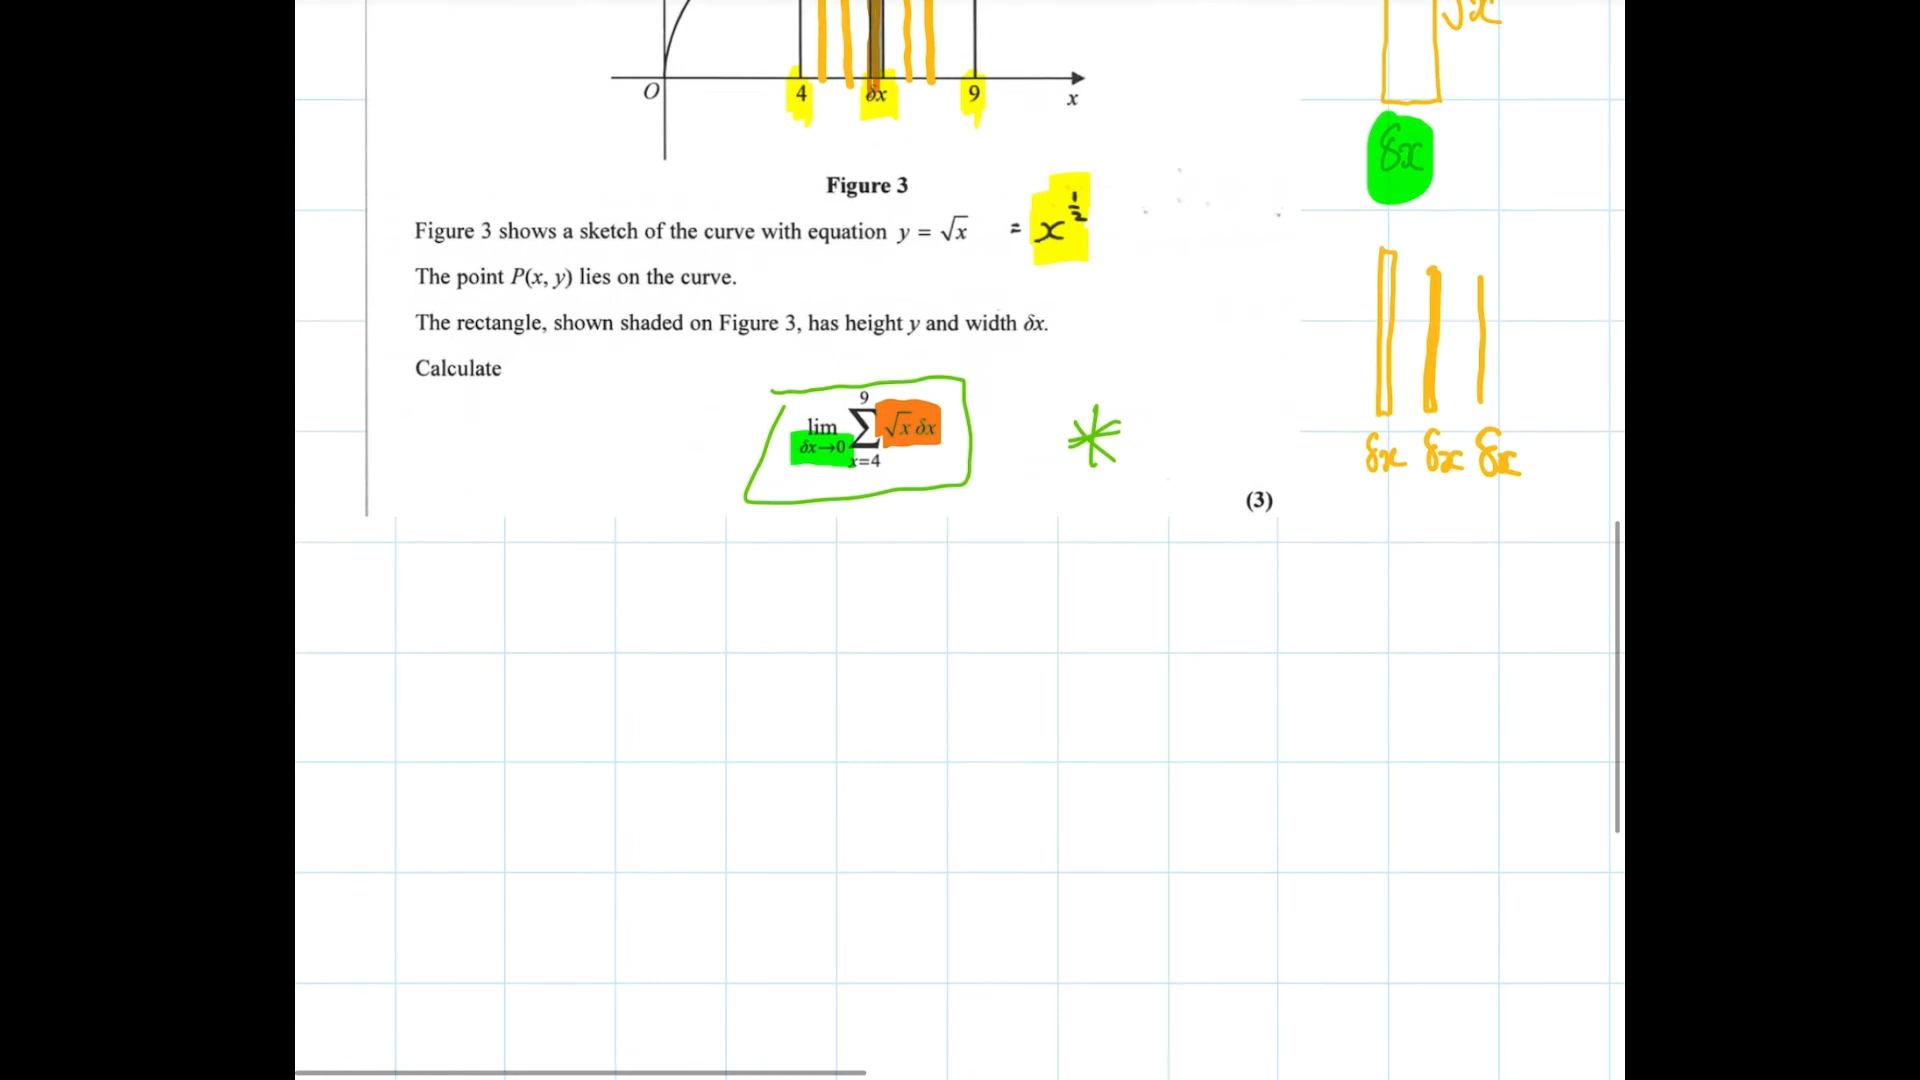 √x
O 4 δx 9 x
δx
Figure 3
Figure 3 shows a sketch of the curve with equation y = √x = x^½
The point P(x, y) lies on the curve.
The rectangle, shown shaded on Figure 3, has height y and width δx.
Calculate
lim δx→0 ∑ x=4 9 √x δx *
δx δx δx
(3)